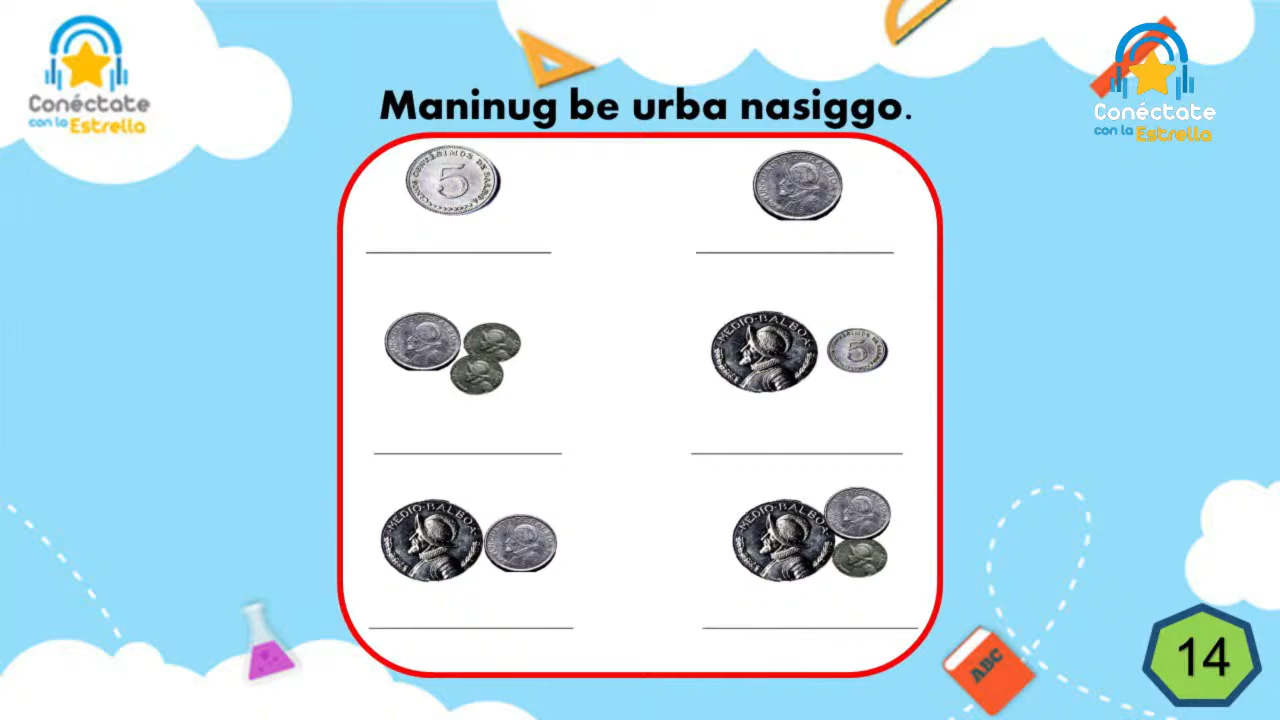 Conéctate
con la Estrella
Conéctate
con la Estrella
Maninug be urba nasiggo.
5
MEDIO·BALBOA
5
MEDIO·BALBOA
MEDIO·BALBOA
ABC
14